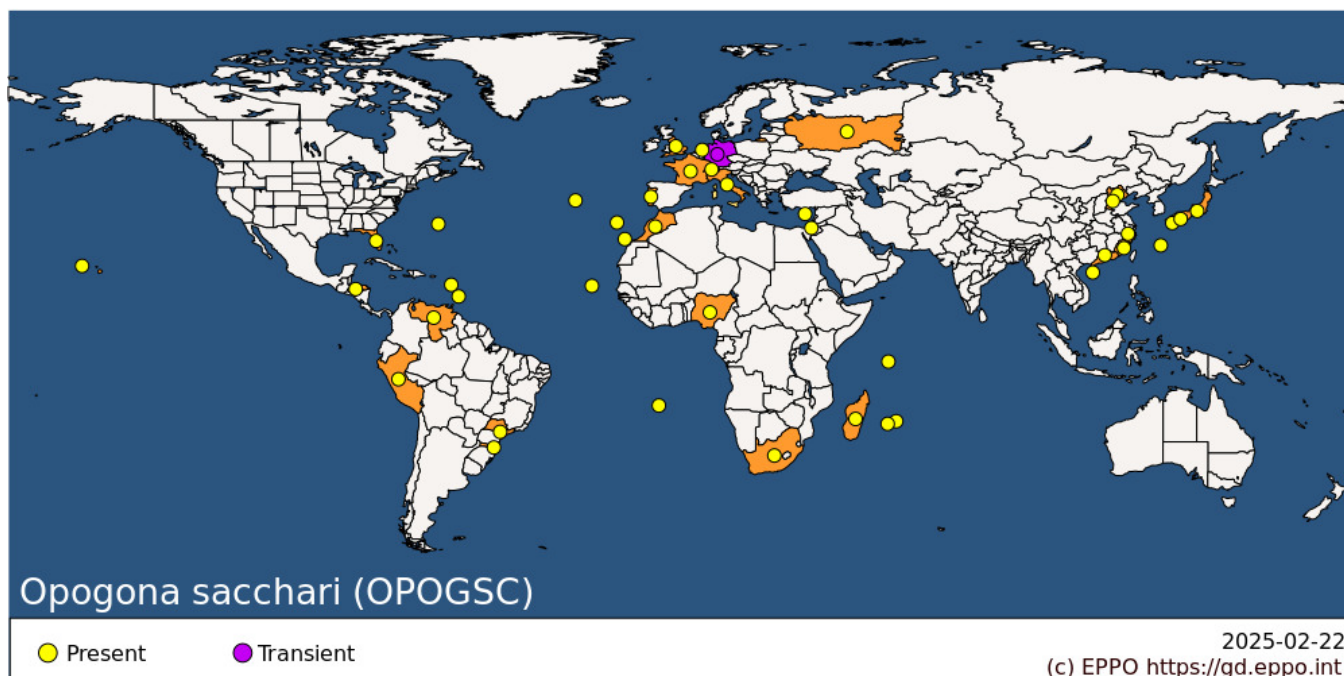 Opogona sacchari (OPOGSC)
Present
Transient
2025-02-22
(c) EPPO https://gd.eppo.int